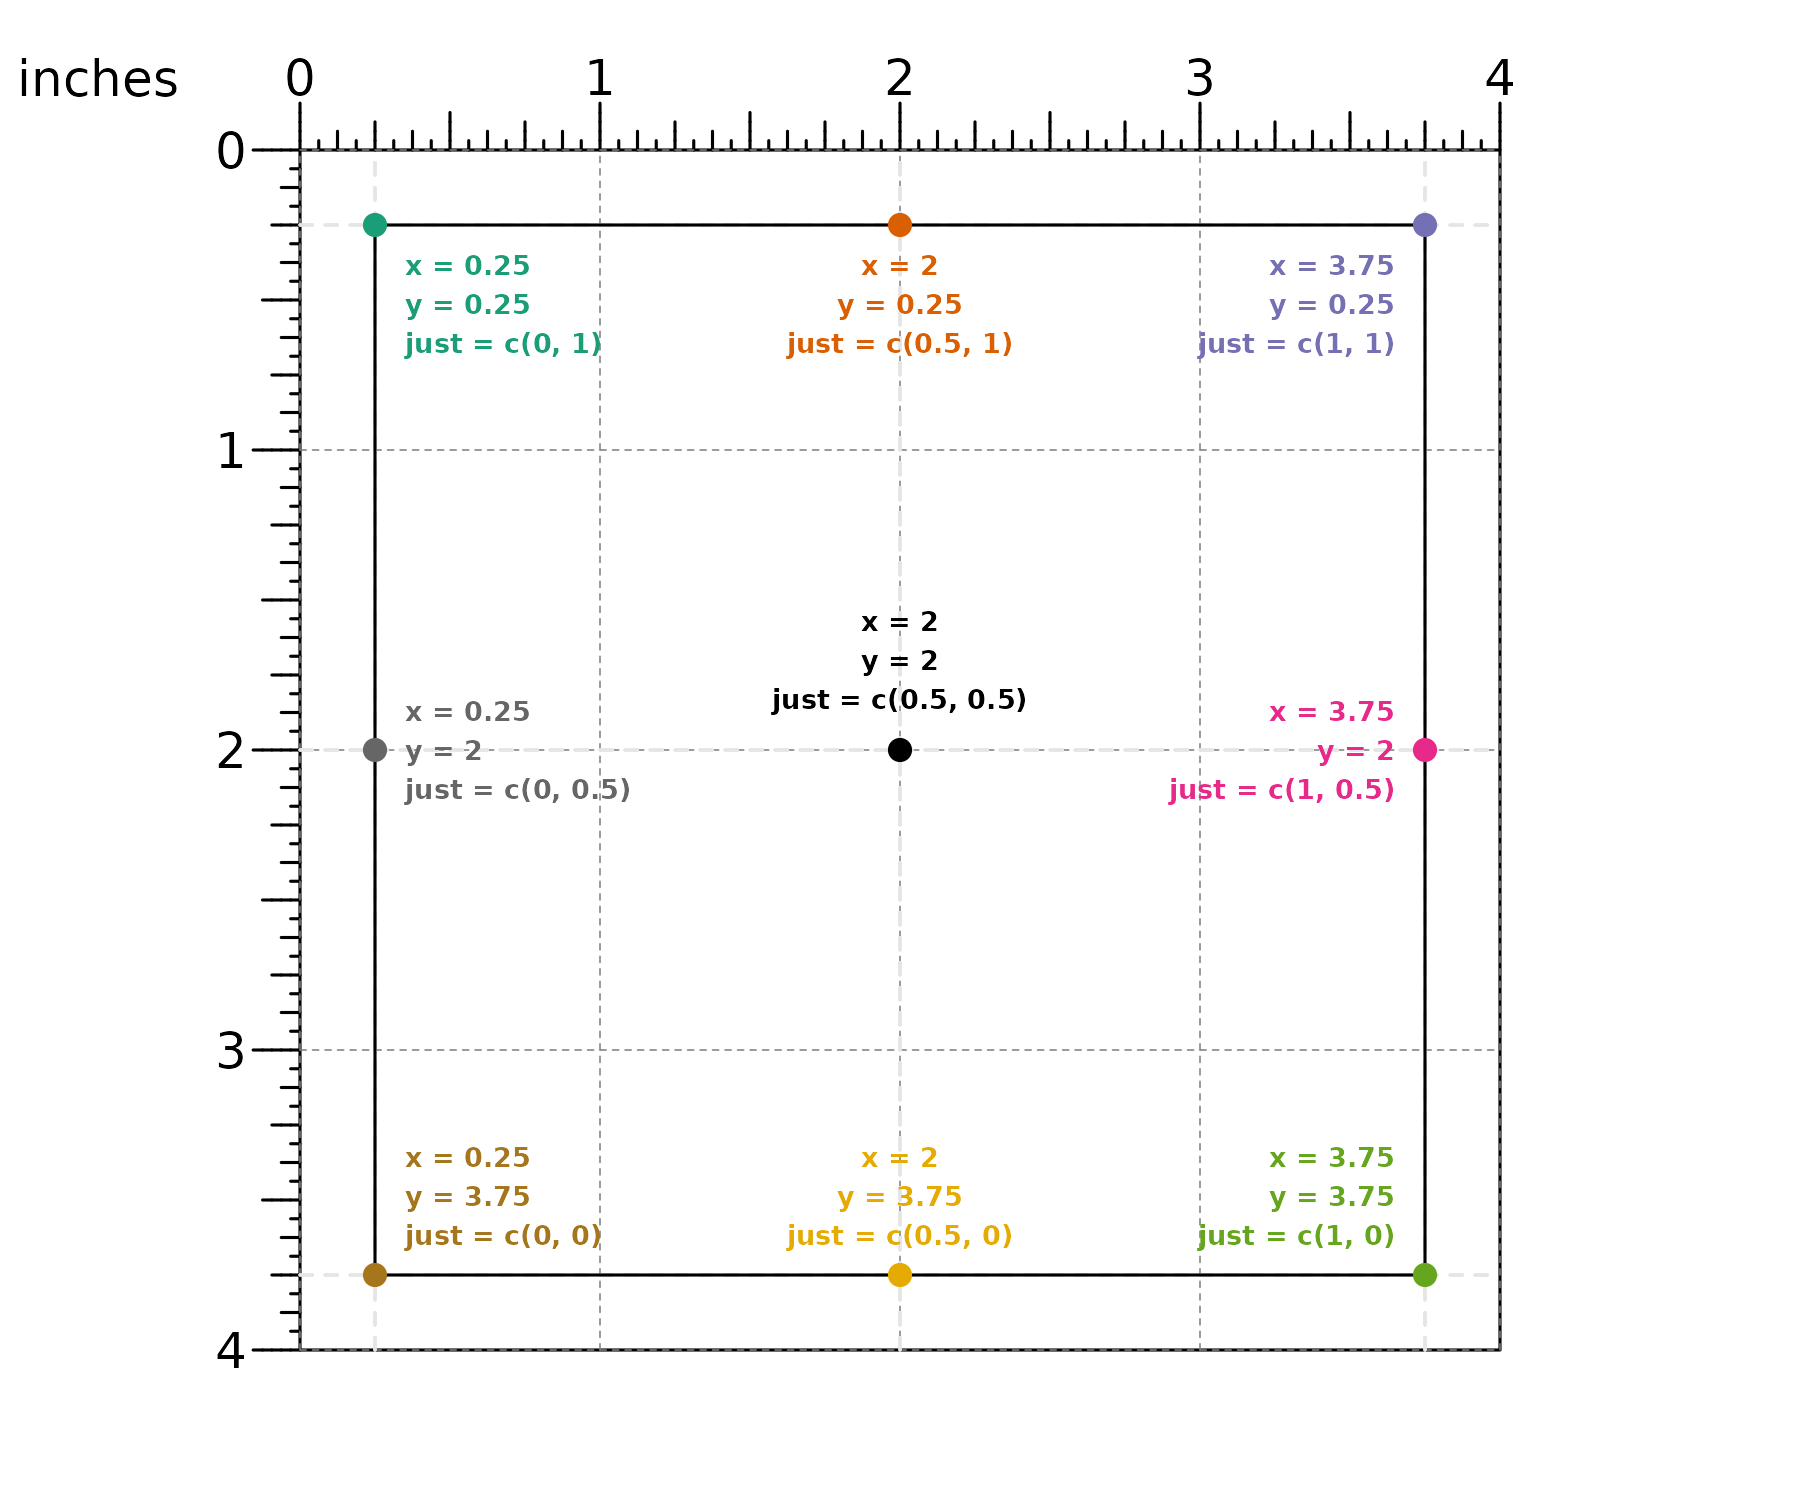 inches
0 1 2 3 4
0
x = 0.25
y = 0.25
just = c(0, 1)
x = 2
y = 0.25
just = c(0.5, 1)
x = 3.75
y = 0.25
just = c(1, 1)
1
x = 2
y = 2
just = c(0.5, 0.5)
2
x = 0.25
y = 2
just = c(0, 0.5)
x = 3.75
y = 2
just = c(1, 0.5)
3
x = 0.25
y = 3.75
just = c(0, 0)
x = 2
y = 3.75
just = c(0.5, 0)
x = 3.75
y = 3.75
just = c(1, 0)
4